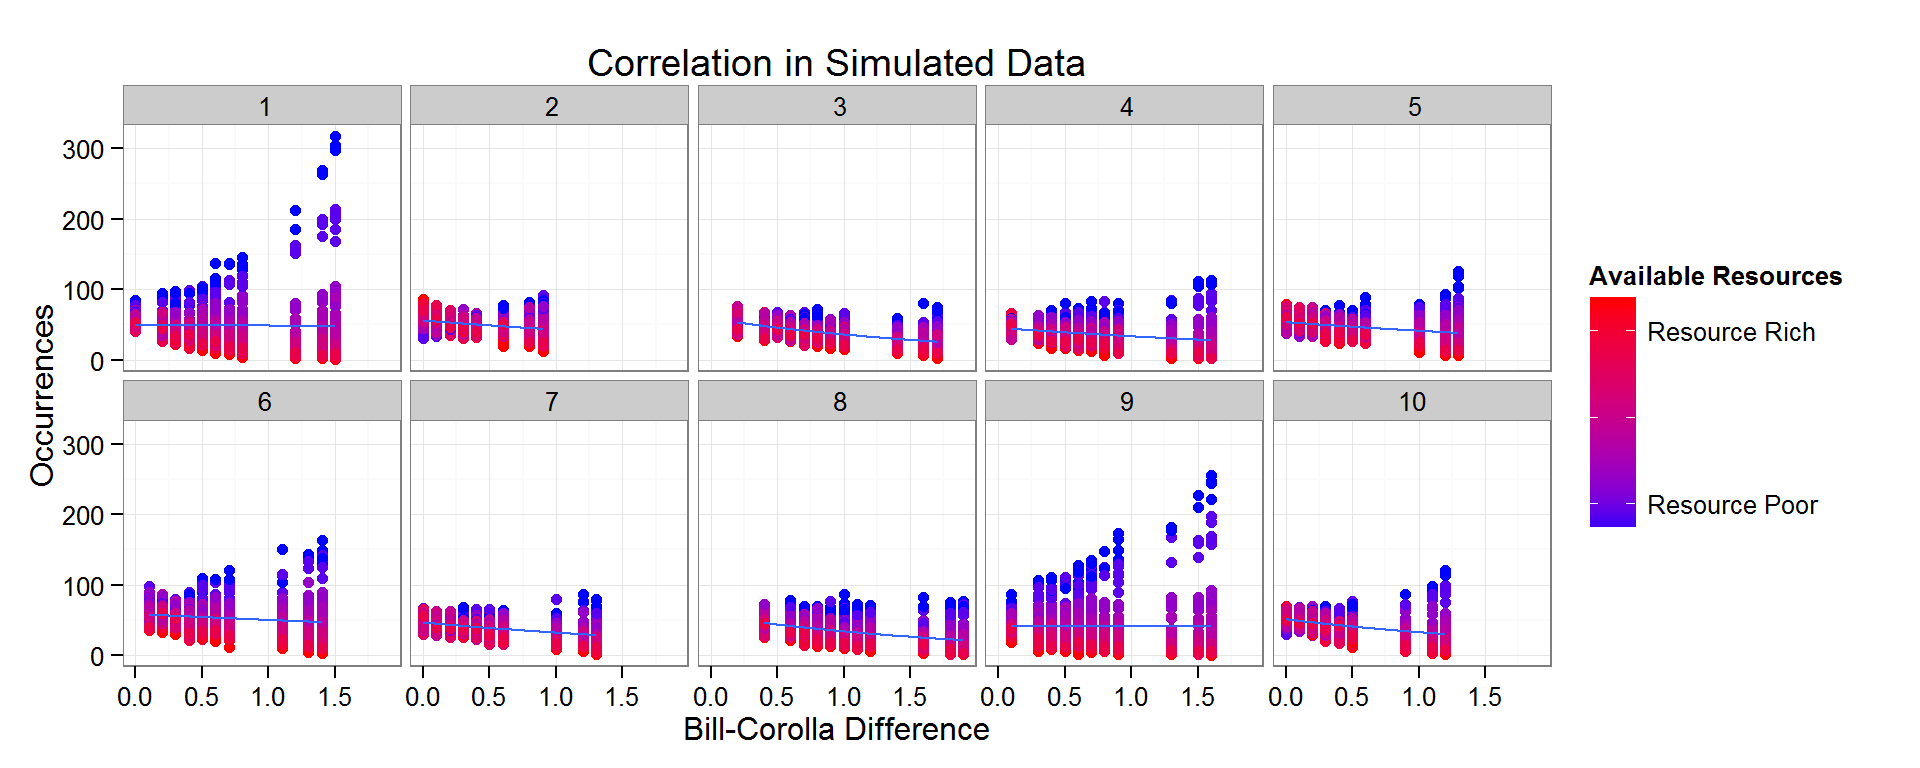 Correlation in Simulated Data
1 2 3 4 5
300
200
100
0
6 7 8 9 10
300
200
100
0
0.0 0.5 1.0 1.5 0.0 0.5 1.0 1.5 0.0 0.5 1.0 1.5 0.0 0.5 1.0 1.5 0.0 0.5 1.0 1.5
Bill-Corolla Difference
Occurrences
Available Resources
Resource Rich
Resource Poor